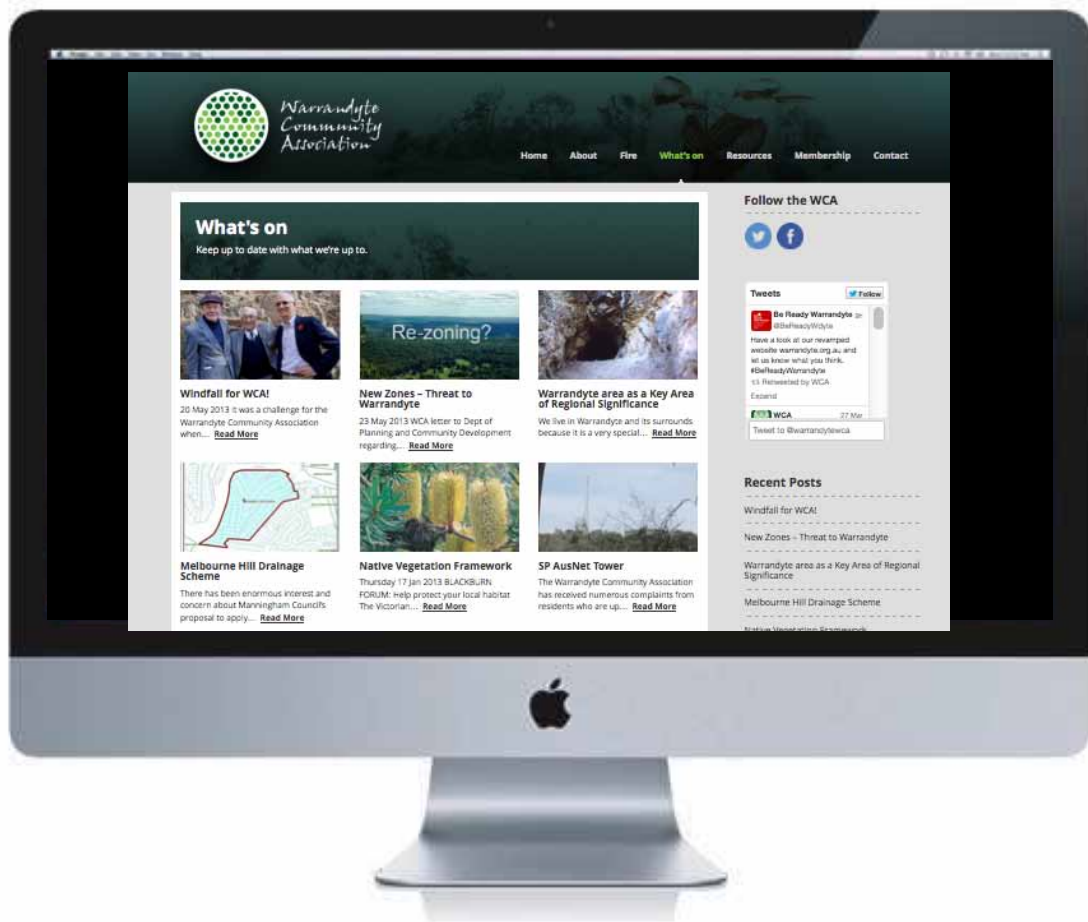 Warrandyte
Community
Association
Home About Fire What's on Resources Membership Contact
What's on
Keep up to date with what we're up to.
Re-zoning?
Windfall for WCA!
20 May 2013 It was a challenge for the
Warrandyte Community Association
when... Read More
New Zones – Threat to
Warrandyte
23 May 2013 WCA letter to Dept of
Planning and Community Development
regarding... Read More
Warrandyte area as a Key Area
of Regional Significance
We live in Warrandyte and its surrounds
because it is a very special... Read More
Melbourne Hill Drainage
Scheme
There has been enormous interest and
concern about Manningham Council's
proposal to apply... Read More
Native Vegetation Framework
Thursday 17 Jan 2013 BLACKBURN
FORUM: Help protect your local habitat
The Victorian... Read More
SP AusNet Tower
The Warrandyte Community Association
has received numerous complaints from
residents who are up... Read More
Follow the WCA
Tweets Follow
Be Ready Warrandyte
@BeReadyWdyte
Have a look at our revamped
website warrandyte.org.au and
let us know what you think.
#BeReadyWarrandyte
Retweeted by WCA
Expand
WCA 27 Mar
Tweet to @warrandytewca
Recent Posts
Windfall for WCA!
New Zones – Threat to Warrandyte
Warrandyte area as a Key Area of Regional
Significance
Melbourne Hill Drainage Scheme
Native Vegetation Framework